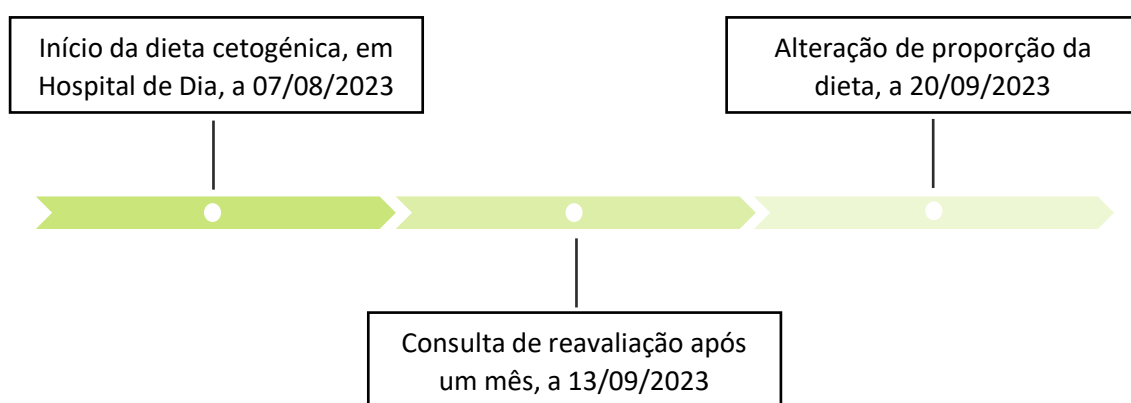 Início da dieta cetogénica, em
Hospital de Dia, a 07/08/2023
Alteração de proporção da
dieta, a 20/09/2023
Consulta de reavaliação após
um mês, a 13/09/2023